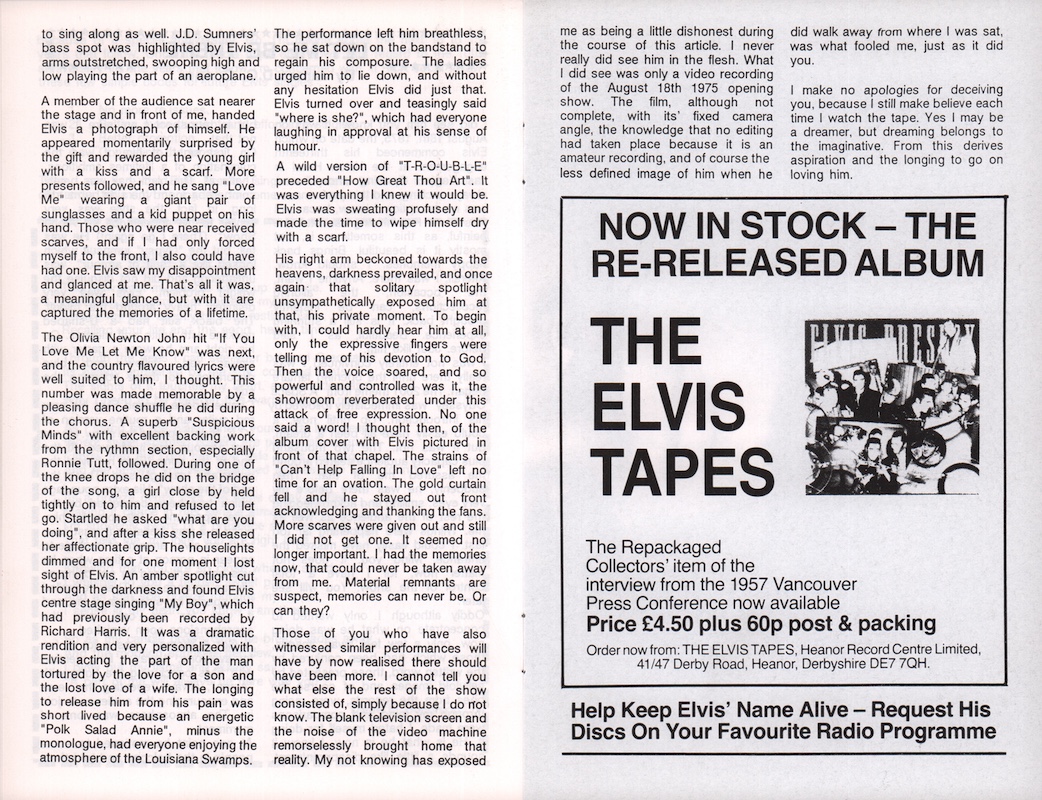 to sing along as well. J.D. Sumners'
bass spot was highlighted by Elvis,
arms outstretched, swooping high and
low playing the part of an aeroplane.
A member of the audience sat nearer
the stage and in front of me, handed
Elvis a photograph of himself. He
appeared momentarily surprised by
the gift and rewarded the young girl
with a kiss and a scarf. More
presents followed, and he sang "Love
Me" wearing a giant pair of
sunglasses and a kid puppet on his
hand. Those who were near received
scarves, and if I had only forced
myself to the front, I also could have
had one. Elvis saw my disappointment
and glanced at me. That's all it was,
a meaningful glance, but with it are
captured the memories of a lifetime.
The Olivia Newton John hit "If You
Love Me Let Me Know" was next,
and the country flavoured lyrics were
well suited to him, I thought. This
number was made memorable by a
pleasing dance shuffle he did during
the chorus. A superb "Suspicious
Minds" with excellent backing work
from the rythmn section, especially
Ronnie Tutt, followed. During one of
the knee drops he did on the bridge
of the song, a girl close by held
tightly on to him and refused to let
go. Startled he asked "what are you
doing", and after a kiss she released
her affectionate grip. The houselights
dimmed and for one moment I lost
sight of Elvis. An amber spotlight cut
through the darkness and found Elvis
centre stage singing "My Boy", which
had previously been recorded by
Richard Harris. It was a dramatic
rendition and very personalized with
Elvis acting the part of the man
tortured by the love for a son and
the lost love of a wife. The longing
to release him from his pain was
short lived because an energetic
"Polk Salad Annie", minus the
monologue, had everyone enjoying the
atmosphere of the Louisiana Swamps.
The performance left him breathless,
so he sat down on the bandstand to
regain his composure. The ladies
urged him to lie down, and without
any hesitation Elvis did just that.
Elvis turned over and teasingly said
"where is she?", which had everyone
laughing in approval at his sense of
humour.
A wild version of "T-R-O-U-B-L-E"
preceded "How Great Thou Art". It
was everything I knew it would be.
Elvis was sweating profusely and
made the time to wipe himself dry
with a scarf.
His right arm beckoned towards the
heavens, darkness prevailed, and once
again that solitary spotlight
unsympathetically exposed him at
that, his private moment. To begin
with, I could hardly hear him at all,
only the expressive fingers were
telling me of his devotion to God.
Then the voice soared, and so
powerful and controlled was it, the
showroom reverberated under this
attack of free expression. No one
said a word! I thought then, of the
album cover with Elvis pictured in
front of that chapel. The strains of
"Can't Help Falling In Love" left no
time for an ovation. The gold curtain
fell and he stayed out front
acknowledging and thanking the fans.
More scarves were given out and still
I did not get one. It seemed no
longer important. I had the memories
now, that could never be taken away
from me. Material remnants are
suspect, memories can never be. Or
can they?
Those of you who have also
witnessed similar performances will
have by now realised there should
have been more. I cannot tell you
what else the rest of the show
consisted of, simply because I do not
know. The blank television screen and
the noise of the video machine
remorselessly brought home that
reality. My not knowing has exposed
me as being a little dishonest during
the course of this article. I never
really did see him in the flesh. What
I did see was only a video recording
of the August 18th 1975 opening
show. The film, although not
complete, with its' fixed camera
angle, the knowledge that no editing
had taken place because it is an
amateur recording, and of course the
less defined image of him when he
did walk away from where I was sat,
was what fooled me, just as it did
you.
I make no apologies for deceiving
you, because I still make believe each
time I watch the tape. Yes I may be
a dreamer, but dreaming belongs to
the imaginative. From this derives
aspiration and the longing to go on
loving him.
NOW IN STOCK – THE
RE-RELEASED ALBUM
THE
ELVIS
TAPES
ELVIS PRESLEY
The Repackaged
Collectors' item of the
interview from the 1957 Vancouver
Press Conference now available
Price £4.50 plus 60p post & packing
Order now from: THE ELVIS TAPES, Heanor Record Centre Limited,
41/47 Derby Road, Heanor, Derbyshire DE7 7QH.
Help Keep Elvis' Name Alive – Request His
Discs On Your Favourite Radio Programme